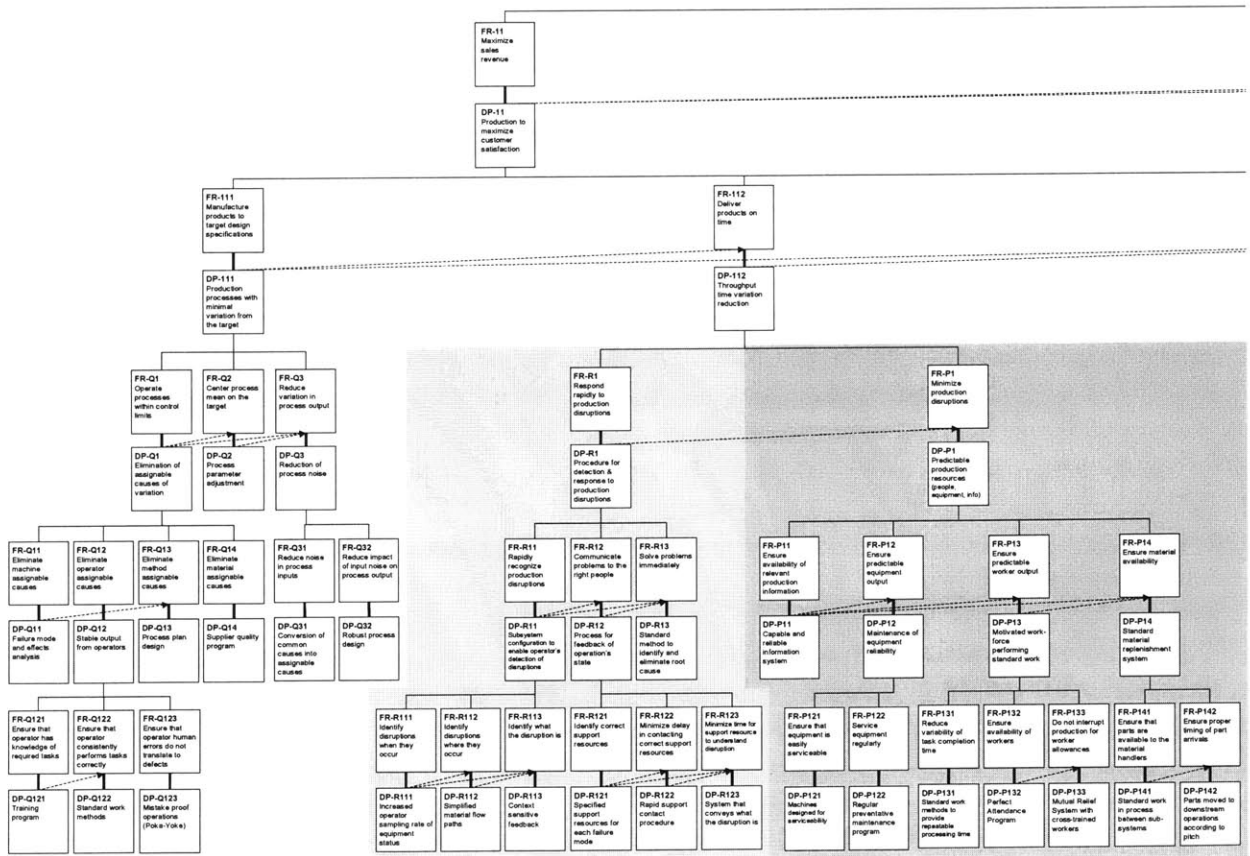 FR-11
Maximize
sales
revenue
DP-11
Production to
maximize
customer
satisfaction
FR-111
Manufacture
products to
target design
specifications
FR-112
Deliver
products on
time
DP-111
Production
processes with
minimal
variation from
the target
DP-112
Throughput
time variation
reduction
FR-Q1
Operate
processes
within control
limits
FR-Q2
Center process
mean on the
target
FR-Q3
Reduce
variation in
process output
FR-R1
Respond
rapidly to
production
disruptions
FR-P1
Minimize
production
disruptions
DP-Q1
Elimination of
assignable
causes of
variation
DP-Q2
Process
parameter
adjustment
DP-Q3
Reduction of
process noise
DP-R1
Procedure for
detection &
response to
production
disruptions
DP-P1
Predictable
production
resources
(people,
equipment, info)
FR-Q11
Eliminate
machine
assignable
causes
FR-Q12
Eliminate
operator
assignable
causes
FR-Q13
Eliminate
method
assignable
causes
FR-Q14
Eliminate
material
assignable
causes
FR-Q31
Reduce noise
in process
inputs
FR-Q32
Reduce impact
of input noise on
process output
FR-R11
Rapidly
recognize
production
disruptions
FR-R12
Communicate
problems to the
right people
FR-R13
Solve problems
immediately
FR-P11
Ensure
availability of
relevant
production
information
FR-P12
Ensure
predictable
equipment
output
FR-P13
Ensure
predictable
worker output
FR-P14
Ensure material
availability
DP-Q11
Failure mode
and effects
analysis
DP-Q12
Stable output
from operators
DP-Q13
Process plan
design
DP-Q14
Supplier quality
program
DP-Q31
Conversion of
common
causes into
assignable
causes
DP-Q32
Robust process
design
DP-R11
Subsystem
configuration to
enable operator's
detection of
disruptions
DP-R12
Process for
feedback of
operation's
state
DP-R13
Standard
method to
identify and
eliminate root
cause
DP-P11
Capable and
reliable
information
system
DP-P12
Maintenance of
equipment
reliability
DP-P13
Motivated work-
force
performing
standard work
DP-P14
Standard
material
replenishment
system
FR-Q121
Ensure that
operator has
knowledge of
required tasks
FR-Q122
Ensure that
operator
consistently
performs tasks
correctly
FR-Q123
Ensure that
operator human
errors do not
translate to
defects
FR-R111
Identify
disruptions
when they
occur
FR-R112
Identify
disruptions
where they
occur
FR-R113
Identify what
the disruption is
FR-R121
Identify correct
support
resources
FR-R122
Minimize delay
in contacting
correct support
resources
FR-R123
Minimize time for
support resource
to understand
disruption
FR-P121
Ensure that
equipment is
easily
serviceable
FR-P122
Service
equipment
regularly
FR-P131
Reduce
variability of
task completion
time
FR-P132
Ensure
availability of
workers
FR-P133
Do not interrupt
production for
worker
allowances
FR-P141
Ensure that
parts are
available to the
material
handlers
FR-P142
Ensure proper
timing of part
arrivals
DP-Q121
Training
program
DP-Q122
Standard work
methods
DP-Q123
Mistake proof
operations
(Poka-Yoke)
DP-R111
Increased
operator
sampling rate of
equipment
status
DP-R112
Simplified
material flow
paths
DP-R113
Context
sensitive
feedback
DP-R121
Specified
support
resources for
each failure
mode
DP-R122
Rapid support
contact
procedure
DP-R123
System that
conveys what
the disruption is
DP-P121
Machines
designed for
serviceability
DP-P122
Regular
preventative
maintenance
program
DP-P131
Standard work
methods to
provide
repeatable
processing time
DP-P132
Perfect
Attendance
Program
DP-P133
Mutual Relief
System with
cross-trained
workers
DP-P141
Standard work
in process
between sub-
systems
DP-P142
Parts moved to
downstream
operations
according to
pitch